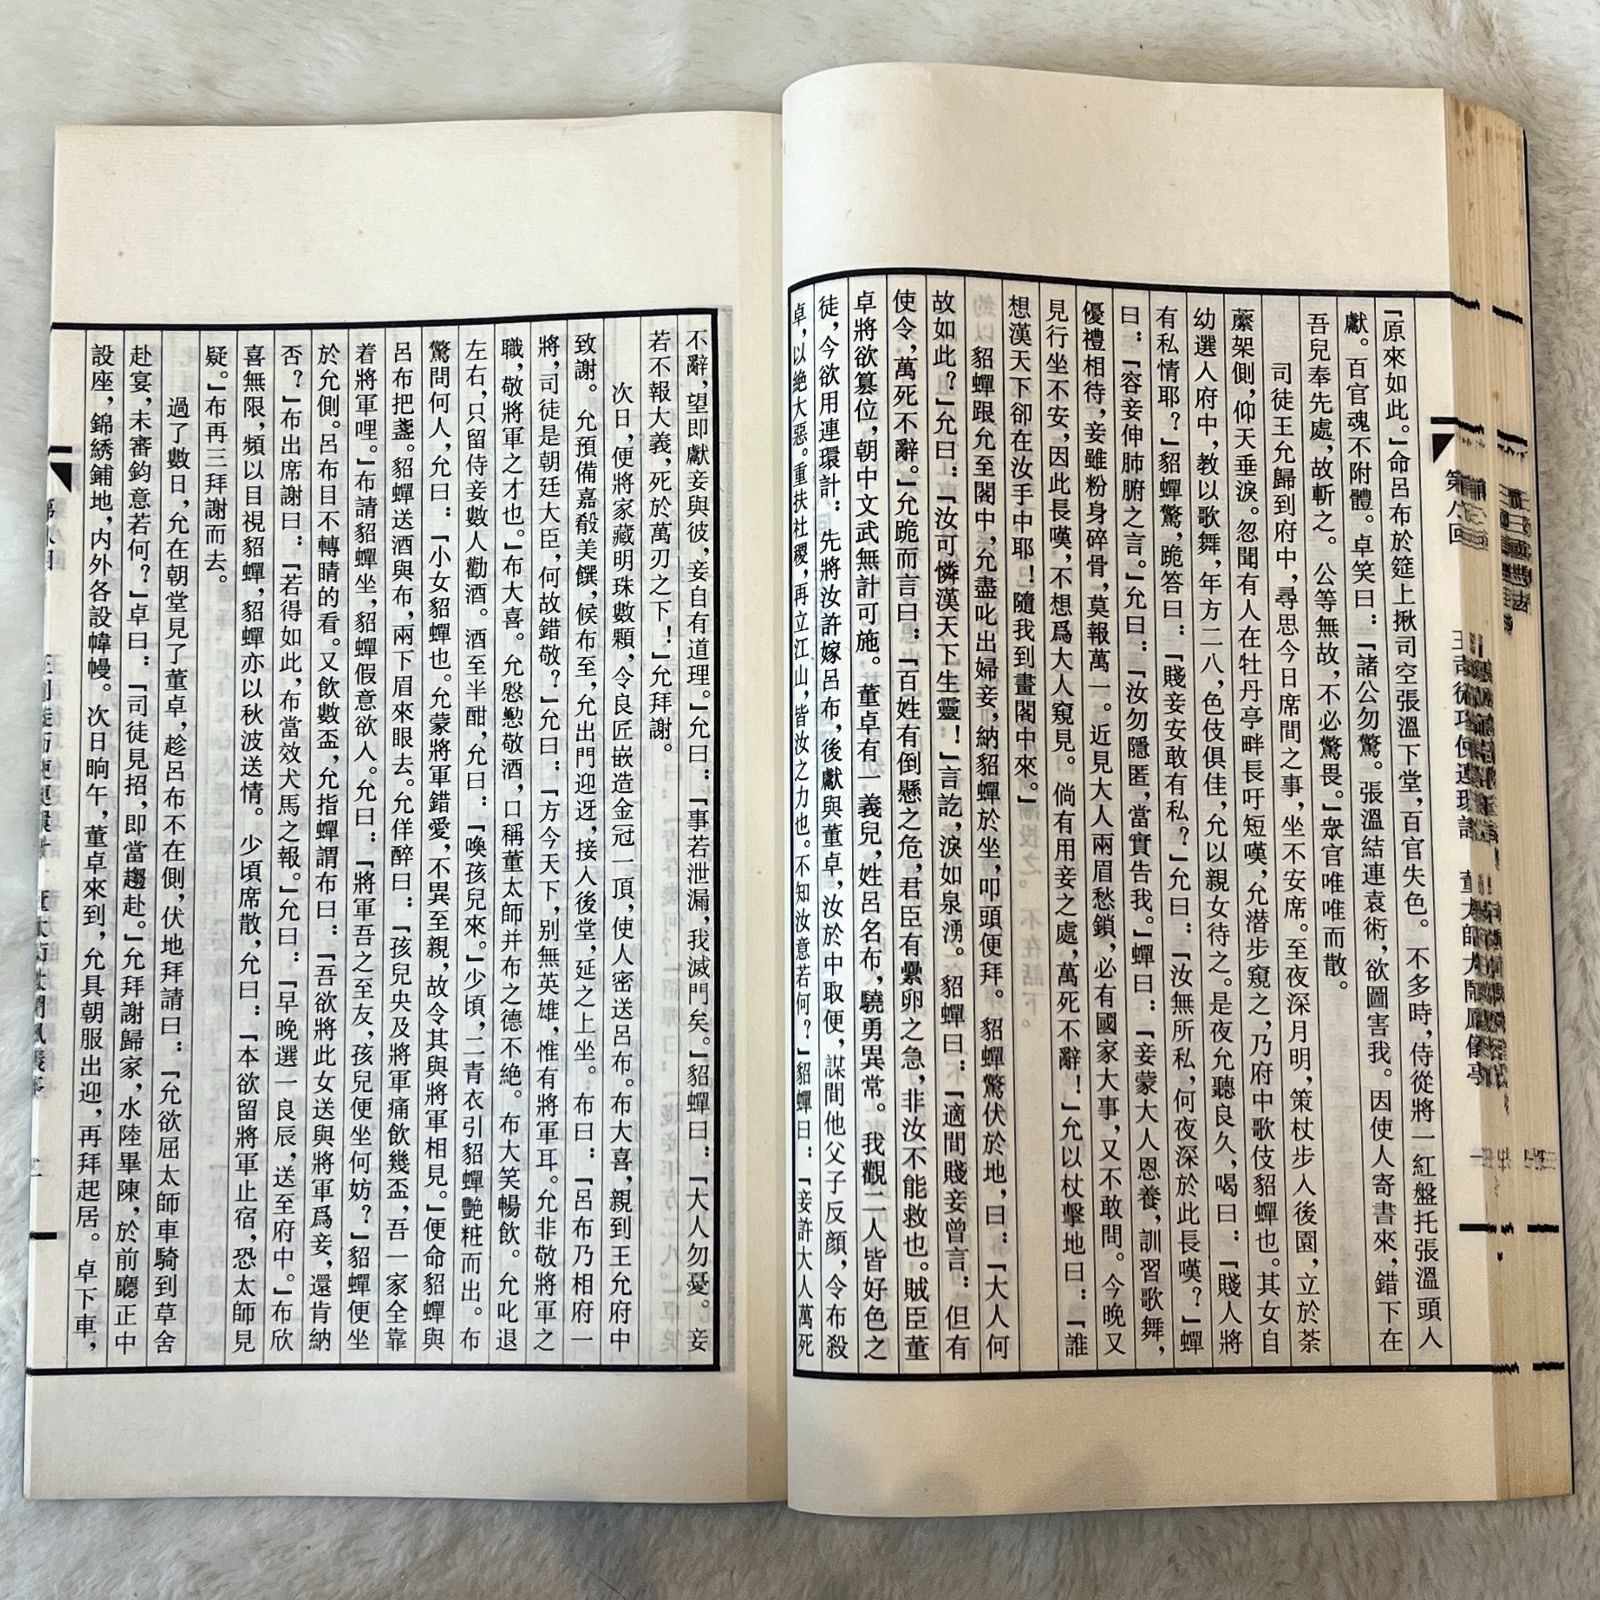 「原來如此。」命呂布於筵上揪司空張溫下堂，百官失色。不多時，侍從將一紅盤托張溫頭入
獻。百官魂不附體。卓笑曰：「諸公勿驚。張溫結連袁術，欲圖害我。因使人寄書來，錯下在
吾兒奉先處，故斬之。公等無故，不必驚畏。」衆官唯唯而散。
司徒王允歸到府中，尋思今日席間之事，坐不安席。至夜深月明，策杖步入後園，立於荼
蘼架側，仰天垂淚。忽聞有人在牡丹亭畔長吁短嘆，允潜步窺之，乃府中歌伎貂蟬也。其女自
幼選入府中，教以歌舞，年方二八，色伎俱佳，允以親女待之。是夜允聽良久，喝曰：「賤人將
有私情耶？」貂蟬驚，跪答曰：「賤妾安敢有私？」允曰：「汝無所私，何夜深於此長嘆？」蟬
曰：「容妾伸肺腑之言。」允曰：「汝勿隱匿，當實告我。」蟬曰：「妾蒙大人恩養，訓習歌舞，
優禮相待，妾雖粉身碎骨，莫報萬一。近見大人兩眉愁鎖，必有國家大事，又不敢問。今晚又
見行坐不安，因此長嘆，不想爲大人窺見。倘有用妾之處，萬死不辭！」允以杖擊地曰：「誰
想漢天下卻在汝手中耶！隨我到畫閣中來。」
貂蟬跟允至閣中，允盡叱出婦妾，納貂蟬於坐，叩頭便拜。貂蟬驚伏於地，曰：「大人何
故如此？」允曰：「汝可憐漢天下生靈！」言訖，淚如泉湧。貂蟬曰：「適間賤妾曾言：但有
使令，萬死不辭。」允跪而言曰：「百姓有倒懸之危，君臣有纍卵之急，非汝不能救也。賊臣董
卓將欲篡位，朝中文武無計可施。董卓有一義兒，姓呂名布，驍勇異常。我觀二人皆好色之
徒，今欲用連環計：先將汝許嫁呂布，後獻與董卓，汝於中取便，諜間他父子反顏，令布殺
卓，以絶大惡。重扶社稷，再立江山，皆汝之力也。不知汝意若何？」貂蟬曰：「妾許大人萬死
不辭，望即獻妾與彼，妾自有道理。」允曰：「事若泄漏，我滅門矣。」貂蟬曰：「大人勿憂。妾
若不報大義，死於萬刃之下！」允拜謝。
次日，便將家藏明珠數顆，令良匠嵌造金冠一頂，使人密送呂布。布大喜，親到王允府中
致謝。允預備嘉殽美饌，候布至，允出門迎迓，接入後堂，延之上坐。布曰：「呂布乃相府一
將，司徒是朝廷大臣，何故錯敬？」允曰：「方今天下，別無英雄，惟有將軍耳。允非敬將軍之
職，敬將軍之才也。」布大喜。允慇懃敬酒，口稱董太師并布之德不絶。布大笑暢飲。允叱退
左右，只留侍妾數人勸酒。酒至半酣，允曰：「喚孩兒來。」少頃，二青衣引貂蟬艷粧而出。布
驚問何人，允曰：「小女貂蟬也。允蒙將軍錯愛，不異至親，故令其與將軍相見。」便命貂蟬與
呂布把盞。貂蟬送酒與布，兩下眉來眼去。允佯醉曰：「孩兒央及將軍痛飲幾盃，吾一家全靠
着將軍哩。」布請貂蟬坐，貂蟬假意欲入。允曰：「將軍吾之至友，孩兒便坐何妨？」貂蟬便坐
於允側。呂布目不轉睛的看。又飲數盃，允指蟬謂布曰：「吾欲將此女送與將軍爲妾，還肯納
否？」布出席謝曰：「若得如此，布當效犬馬之報。」允曰：「早晚選一良辰，送至府中。」布欣
喜無限，頻以目視貂蟬，貂蟬亦以秋波送情。少頃席散，允曰：「本欲留將軍止宿，恐太師見
疑。」布再三拜謝而去。
過了數日，允在朝堂見了董卓，趁呂布不在側，伏地拜請曰：「允欲屈太師車騎到草舍
赴宴，未審鈞意若何？」卓曰：「司徒見招，即當趨赴。」允拜謝歸家，水陸畢陳，於前廳正中
設座，錦綉鋪地，内外各設幃幔。次日晌午，董卓來到，允具朝服出迎，再拜起居。卓下車，